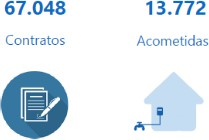 67.048
Contratos
13.772
Acometidas